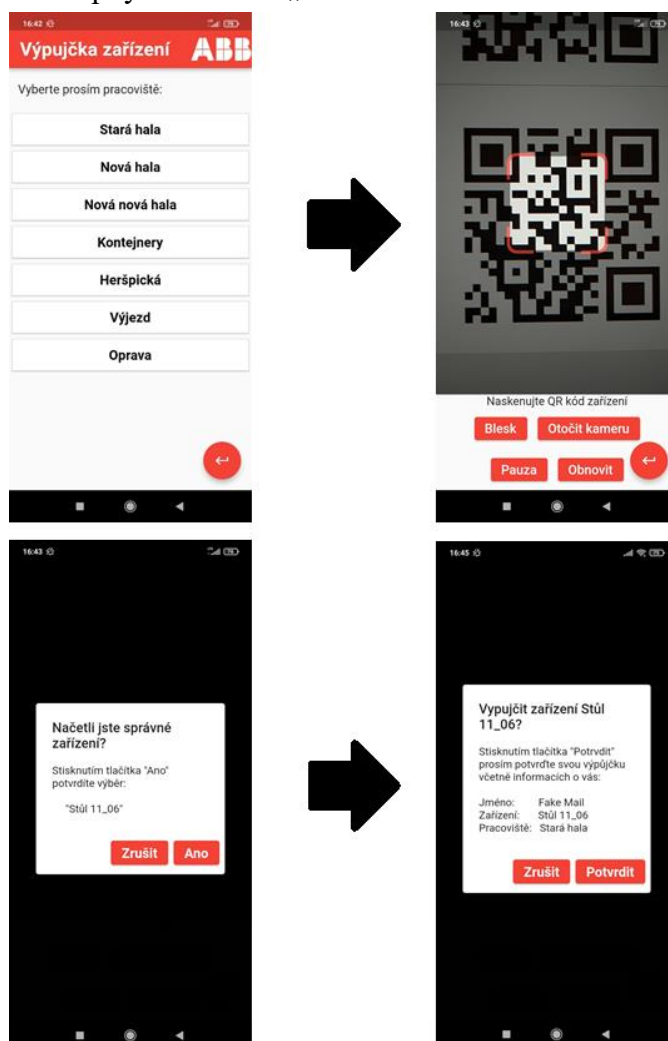 16:42
Výpujčka zařízení ABB
Vyberte prosím pracoviště:
Stará hala
Nová hala
Nová nová hala
Kontejnery
Heršpická
Výjezd
Oprava
16:43
Naskenujte QR kód zařízení
Blesk Otočit kameru
Pauza Obnovit
16:43
Načetli jste správné
zařízení?
Stisknutím tlačítka "Ano"
potvrdíte výběr:
"Stůl 11_06"
Zrušit Ano
16:45
Vypujčit zařízení Stůl
11_06?
Stisknutím tlačítka "Potvrdit"
prosím potvrďte svou výpůjčku
včetně informacích o vás:
Jméno: Fake Mail
Zařízení: Stůl 11_06
Pracoviště: Stará hala
Zrušit Potvrdit